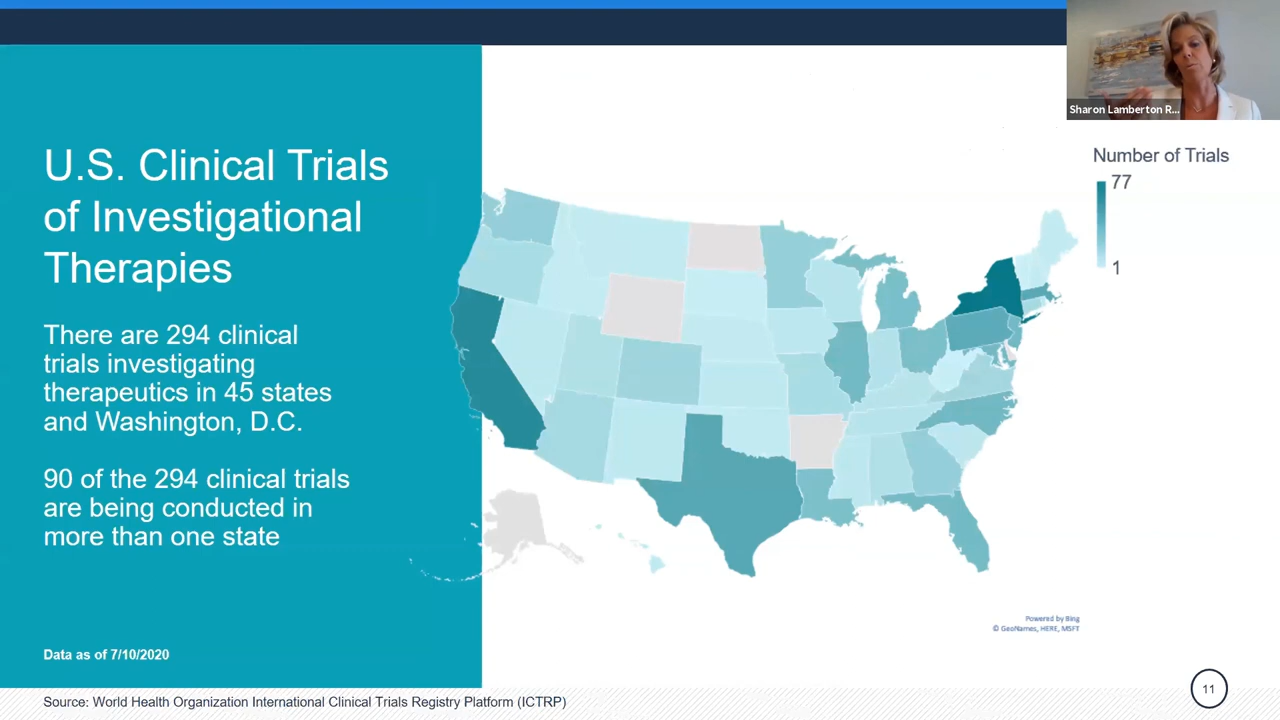 Sharon Lamberton R...
U.S. Clinical Trials
of Investigational
Therapies
There are 294 clinical
trials investigating
therapeutics in 45 states
and Washington, D.C.
90 of the 294 clinical trials
are being conducted in
more than one state
Data as of 7/10/2020
Number of Trials
77
1
Powered by Bing
© GeoNames, HERE, MSFT
Source: World Health Organization International Clinical Trials Registry Platform (ICTRP)
11